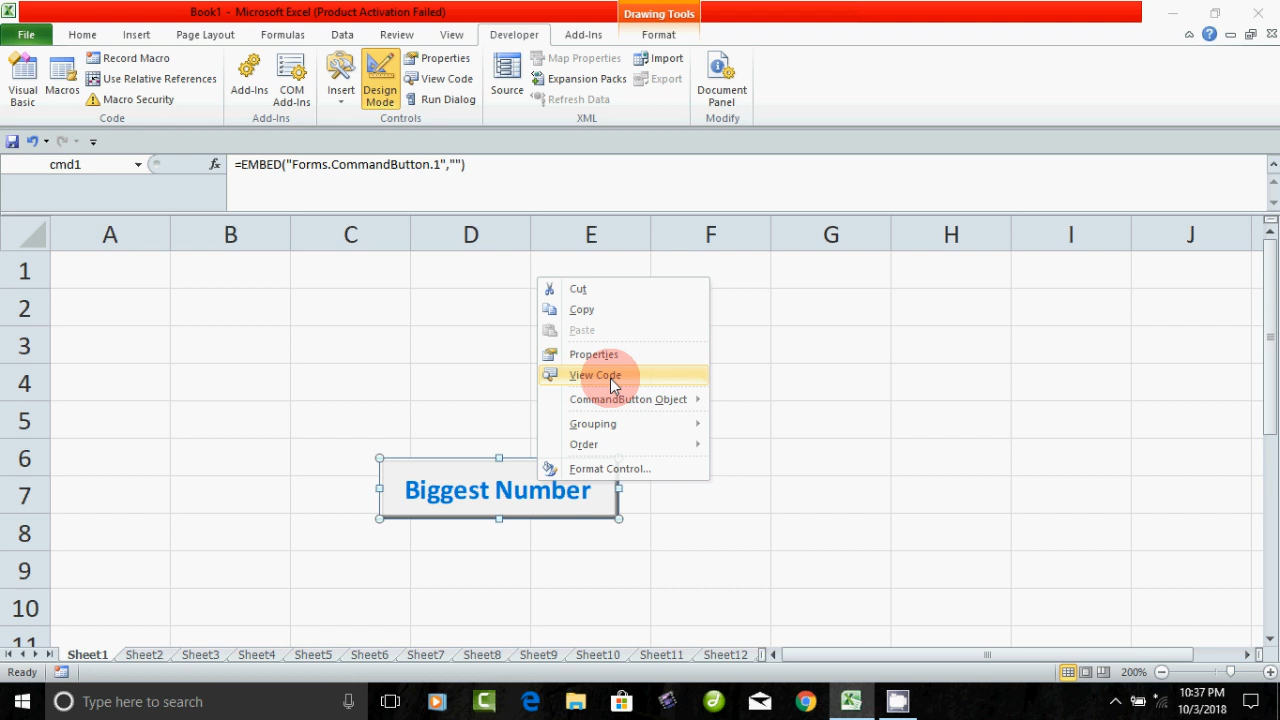 Book1 - Microsoft Excel (Product Activation Failed)
Drawing Tools
File Home Insert Page Layout Formulas Data Review View Developer Add-Ins Format
Visual Basic
Macros
Record Macro
Use Relative References
Macro Security
Code
Add-Ins
COM Add-Ins
Add-Ins
Insert
Design Mode
Properties
View Code
Run Dialog
Controls
Source
Map Properties
Expansion Packs
Refresh Data
Import
Export
XML
Document Panel
Modify
cmd1
fx
=EMBED("Forms.CommandButton.1","")
A B C D E F G H I J
1
2
3
4
5
6
7
8
9
10
11
Cut
Copy
Paste
Properties
View Code
CommandButton Object
Grouping
Order
Format Control...
Biggest Number
Sheet1 Sheet2 Sheet3 Sheet4 Sheet5 Sheet6 Sheet7 Sheet8 Sheet9 Sheet10 Sheet11 Sheet12
Ready
200%
Type here to search
10:37 PM
10/3/2018